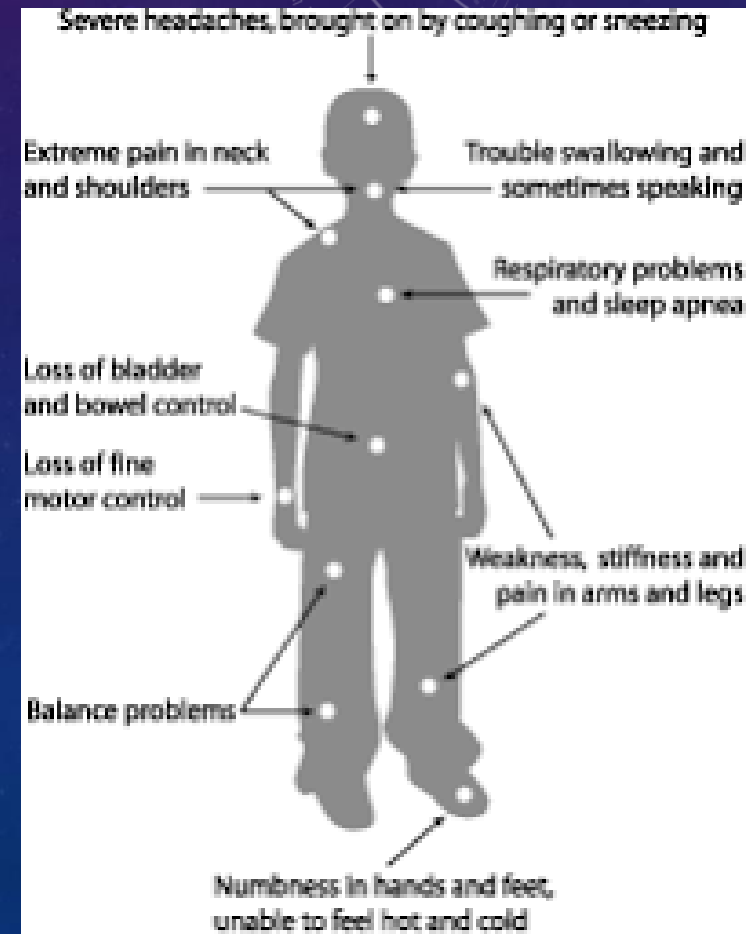 Severe headaches, brought on by coughing or sneezing
Extreme pain in neck
and shoulders
Trouble swallowing and
sometimes speaking
Respiratory problems
and sleep apnea
Loss of bladder
and bowel control
Loss of fine
motor control
Weakness, stiffness and
pain in arms and legs
Balance problems
Numbness in hands and feet,
unable to feel hot and cold